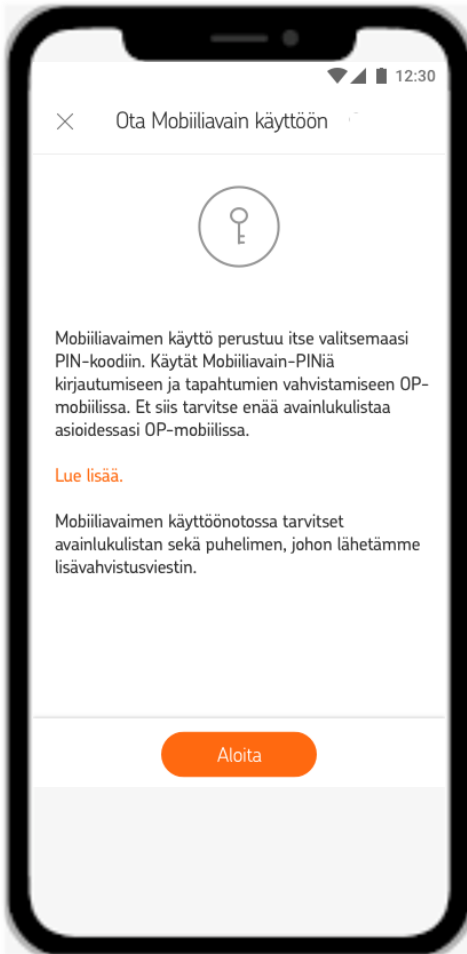 12:30
Ota Mobiiliavain käyttöön
Mobiiliavaimen käyttö perustuu itse valitsemaasi
PIN-koodiin. Käytät Mobiiliavain-PINiä
kirjautumiseen ja tapahtumien vahvistamiseen OP-
mobiilissa. Et siis tarvitse enää avainlukulistaa
asioidessasi OP-mobiilissa.
Lue lisää.
Mobiiliavaimen käyttöönotossa tarvitset
avainlukulistan sekä puhelimen, johon lähetämme
lisävahvistusviestin.
Aloita